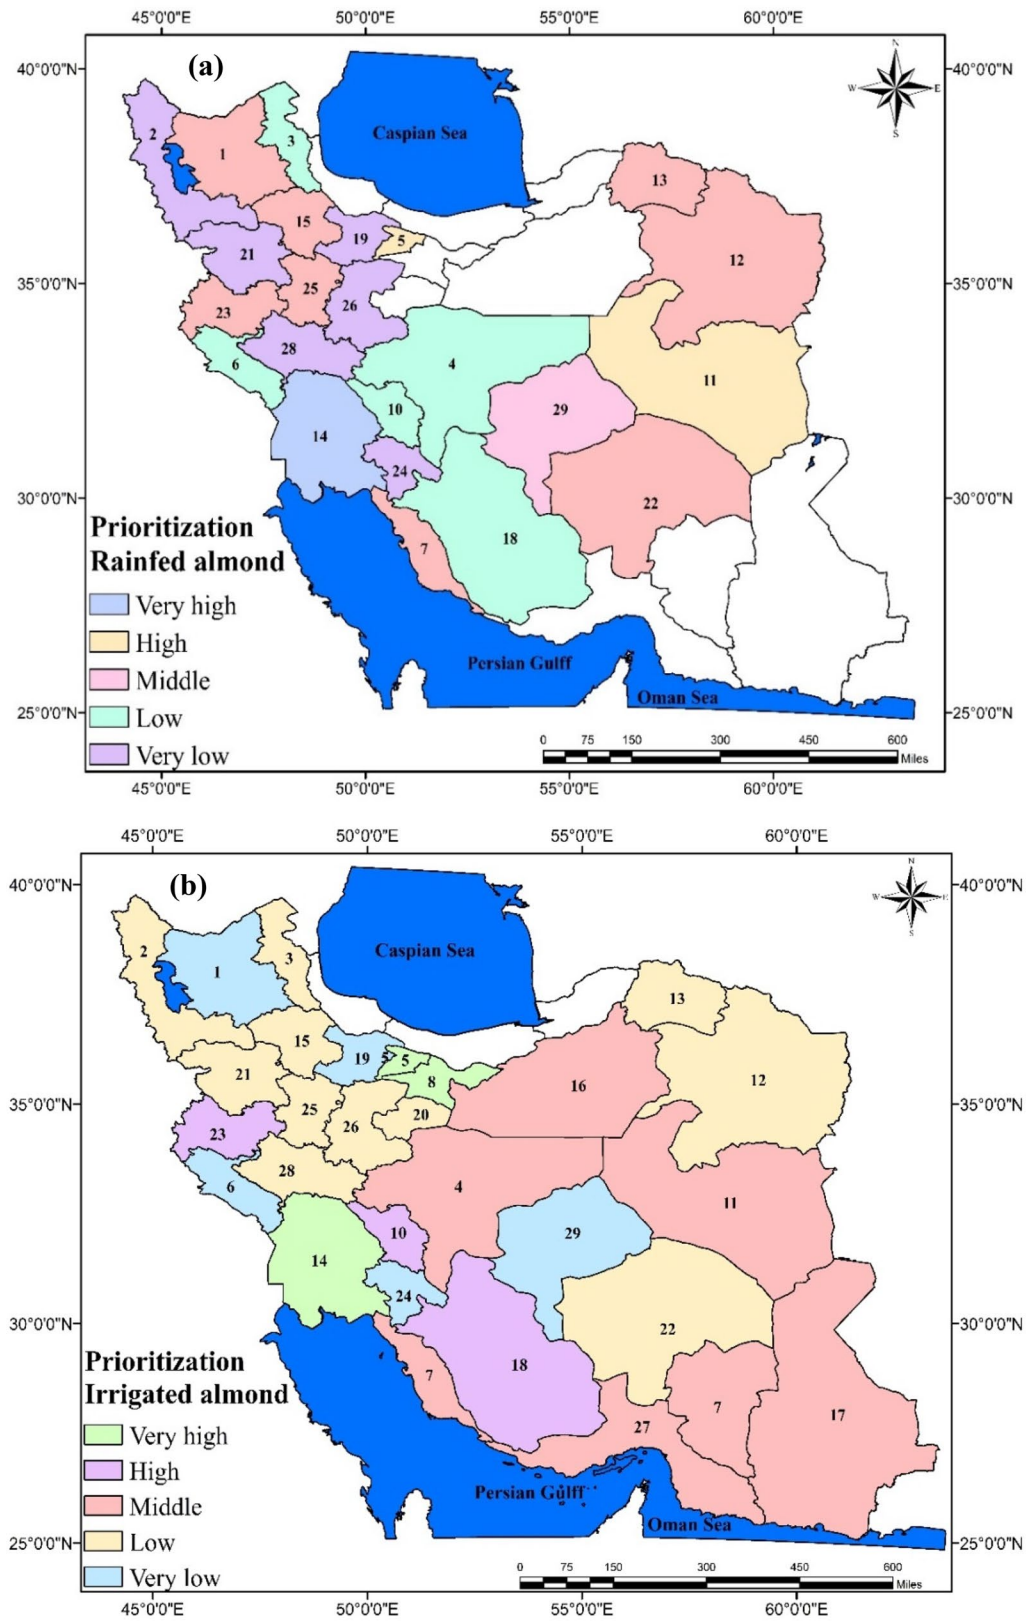 45°0'0"E 50°0'0"E 55°0'0"E 60°0'0"E
(a)
N
W E
S
40°0'0"N 40°0'0"N
Caspian Sea
2
1
3
13
15
19
5
21
12
35°0'0"N 35°0'0"N
25
26
23
28
6
4
11
10
29
14
24
30°0'0"N 30°0'0"N
22
18
7
Prioritization
Rainfed almond
Very high
High
Middle
Low
Very low
Persian Gulff
Oman Sea
25°0'0"N 25°0'0"N
0 75 150 300 450 600
Miles
45°0'0"E 50°0'0"E 55°0'0"E 60°0'0"E
45°0'0"E 50°0'0"E 55°0'0"E 60°0'0"E
(b)
N
W E
S
40°0'0"N 40°0'0"N
Caspian Sea
2
1
3
13
15
19
5
5
8
16
12
21
35°0'0"N 35°0'0"N
25
26
20
23
28
6
4
11
10
29
14
24
30°0'0"N 30°0'0"N
22
18
7
7
27
17
Prioritization
Irrigated almond
Very high
High
Middle
Low
Very low
Persian Gulff
Oman Sea
25°0'0"N 25°0'0"N
0 75 150 300 450 600
Miles
45°0'0"E 50°0'0"E 55°0'0"E 60°0'0"E